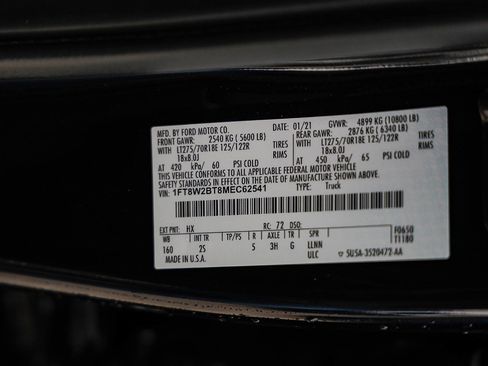 MFD. BY FORD MOTOR CO. DATE: 01/21 GVWR: 4899 KG (10800 LB)
FRONT GAWR: 2540 KG (5600 LB) REAR GAWR: 2876 KG (6340 LB)
WITH LT275/70R18E 125/122R TIRES WITH LT275/70R18E 125/122R TIRES
18x8.0J RIMS 18x8.0J RIMS
AT 420 kPa/ 60 PSI COLD AT 450 kPa/ 65 PSI COLD
THIS VEHICLE CONFORMS TO ALL APPLICABLE FEDERAL MOTOR VEHICLE
SAFETY STANDARDS IN EFFECT ON THE DATE OF MANUFACTURE SHOWN ABOVE.
VIN: 1FT8W2BT8MEC62541 TYPE: Truck
EXT PNT: HX RC: 72 DSO: F0650
WB INT TR TP/PS R AXLE TR SPR T1180
160 2S 5 3H G LLNN
MADE IN U.S.A. ULC 5U5A-3520472-AA